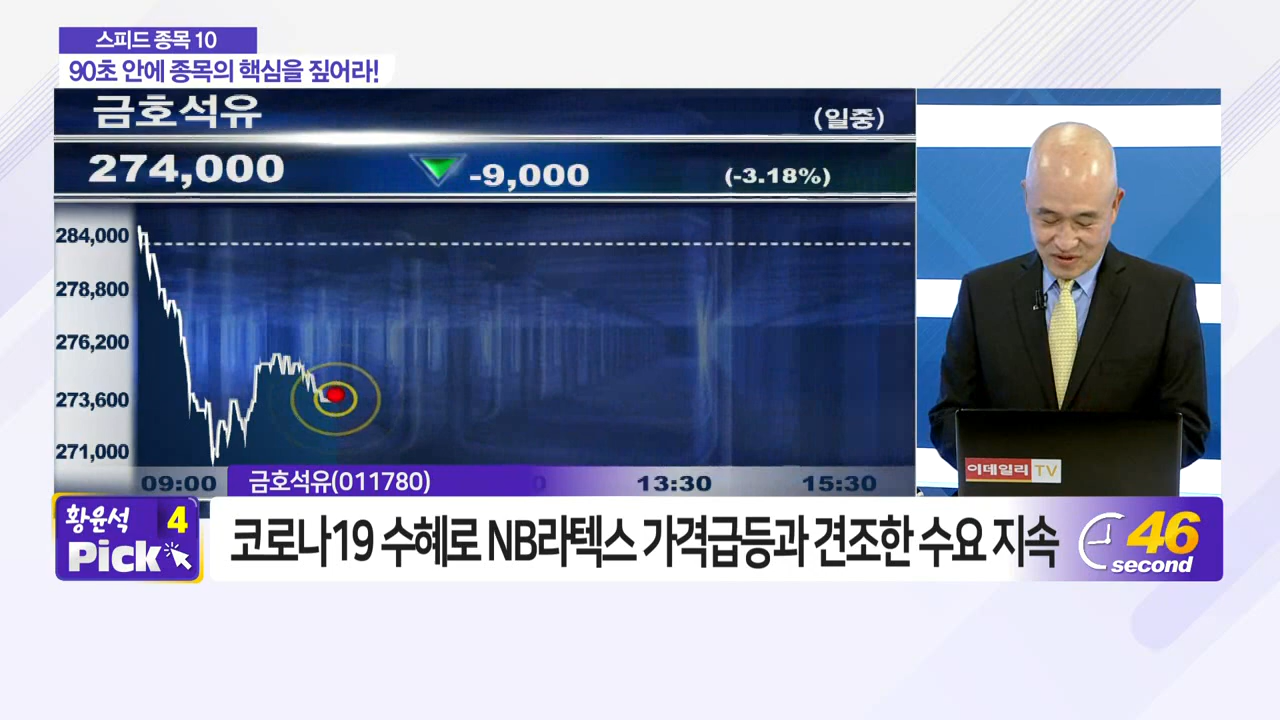 스피드 종목 10
90초 안에 종목의 핵심을 짚어라!
금호석유
(일중)
274,000
-9,000
(-3.18%)
284,000
278,800
276,200
273,600
271,000
09:00
13:30
15:30
금호석유(011780)
이데일리 TV
황윤석
4
Pick
코로나19 수혜로 NB라텍스 가격급등과 견조한 수요 지속
46
second